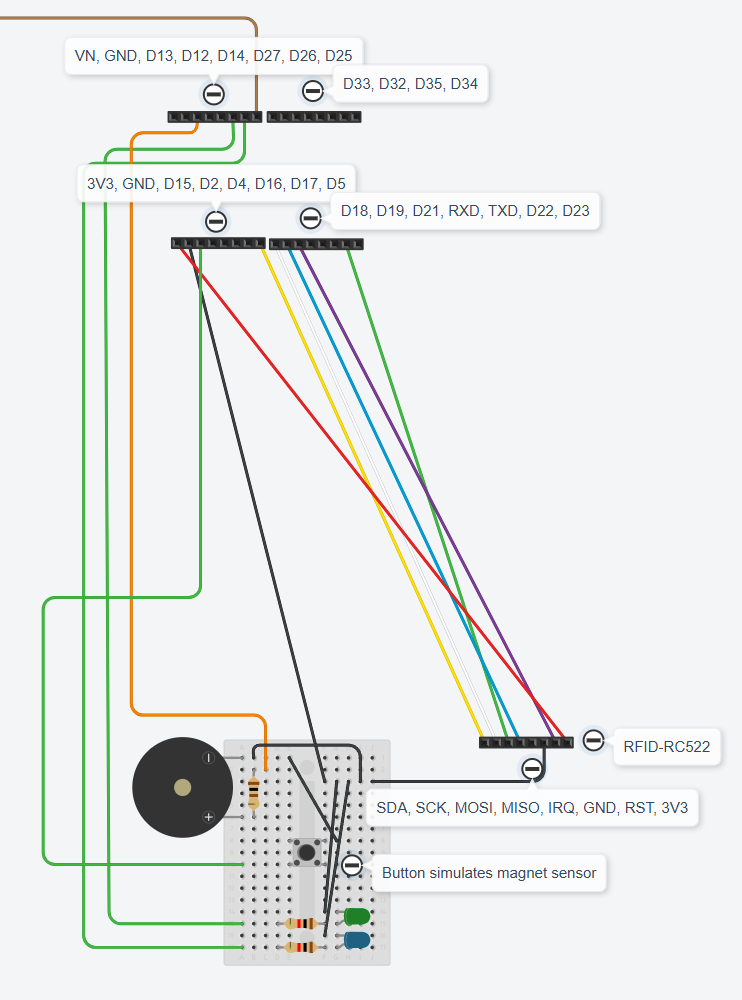 VN, GND, D13, D12, D14, D27, D26, D25
D33, D32, D35, D34
3V3, GND, D15, D2, D4, D16, D17, D5
D18, D19, D21, RXD, TXD, D22, D23
RFID-RC522
SDA, SCK, MOSI, MISO, IRQ, GND, RST, 3V3
Button simulates magnet sensor